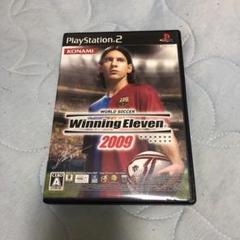 PlayStation 2
KONAMI
WORLD SOCCER
Winning Eleven
2009
A